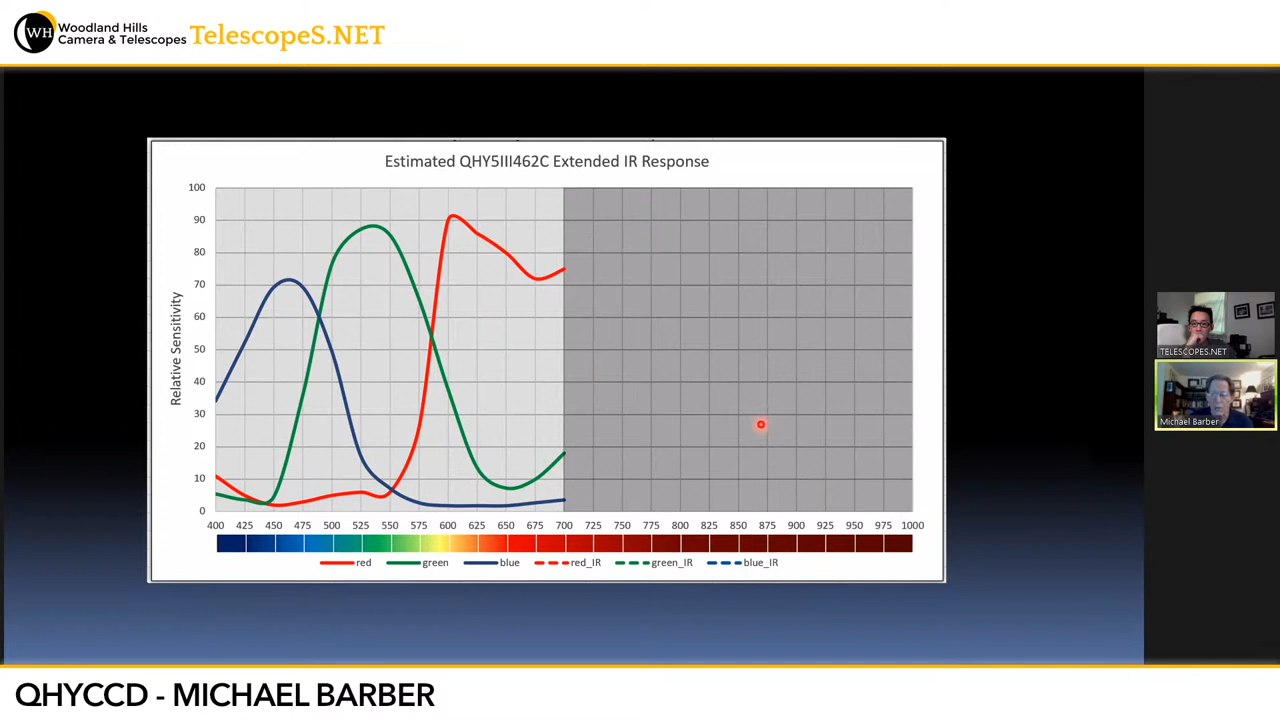 WH
Woodland Hills
Camera & Telescopes
TelescopeS.NET
Estimated QHY5III462C Extended IR Response
Relative Sensitivity
100
90
80
70
60
50
40
30
20
10
0
400 425 450 475 500 525 550 575 600 625 650 675 700 725 750 775 800 825 850 875 900 925 950 975 1000
red green blue red_IR green_IR blue_IR
TELESCOPES.NET
Michael Barber
QHYCCD - MICHAEL BARBER